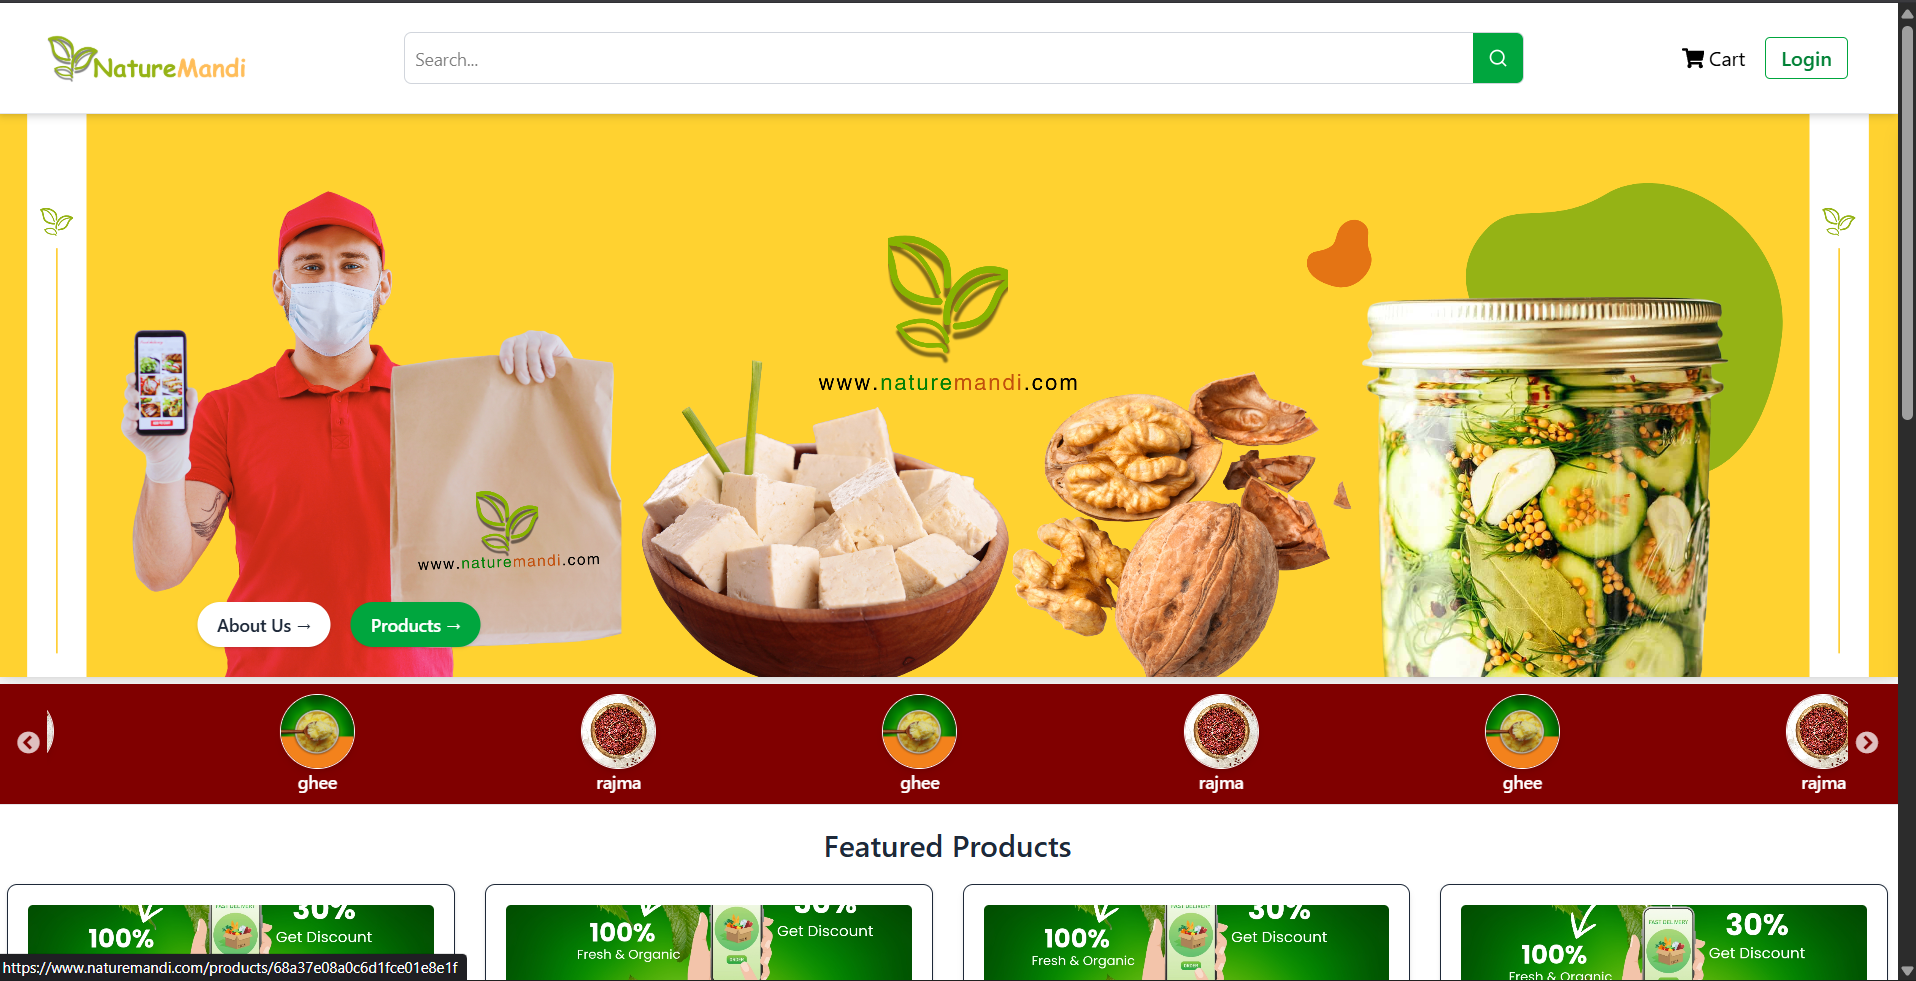 NatureMandi
Search...
Cart
Login
www.naturemandi.com
www.naturemandi.com
About Us →
Products →
ghee
rajma
ghee
rajma
ghee
rajma
Featured Products
100%
30%
Get Discount
100%
Fresh & Organic
30%
Get Discount
100%
Fresh & Organic
30%
Get Discount
100%
Fresh & Organic
FAST DELIVERY
30%
Get Discount
https://www.naturemandi.com/products/68a37e08a0c6d1fce01e8e1f